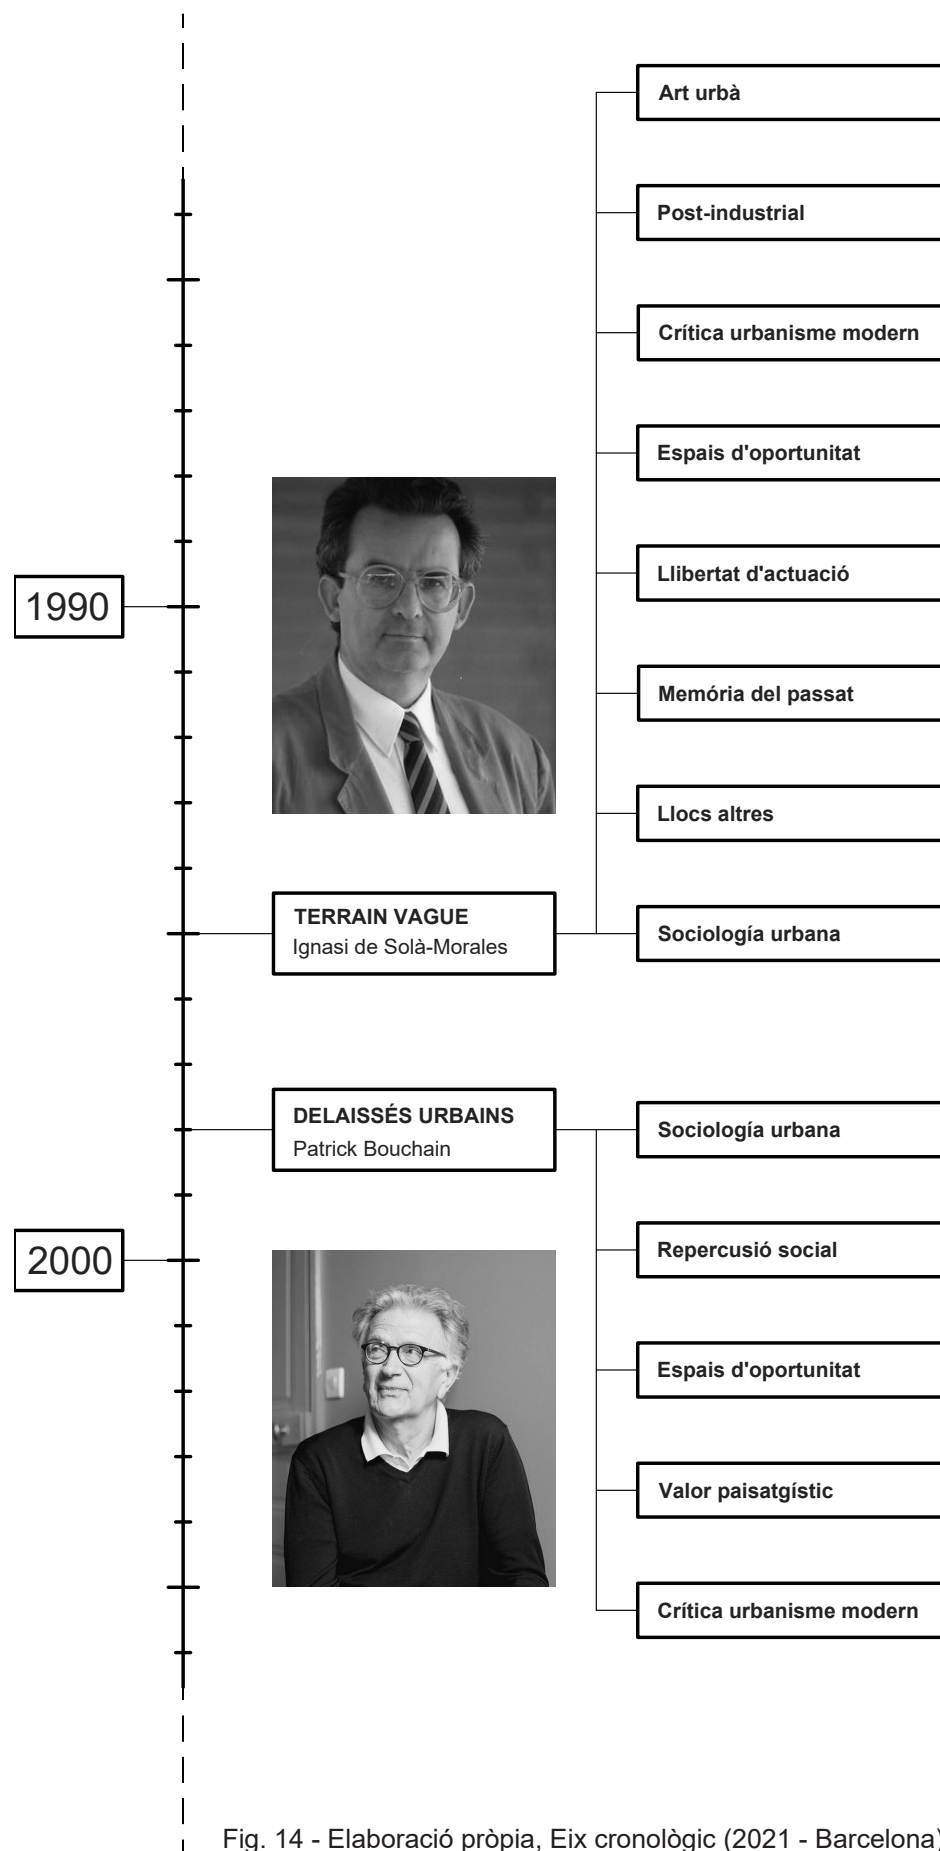 Art urbà
Post-industrial
Crítica urbanisme modern
Espais d'oportunitat
Llibertat d'actuació
1990
Memória del passat
Llocs altres
TERRAIN VAGUE
Ignasi de Solà-Morales
Sociología urbana
DELAISSÉS URBAINS
Patrick Bouchain
Sociología urbana
Repercusió social
2000
Espais d'oportunitat
Valor paisatgístic
Crítica urbanisme modern
Fig. 14 - Elaboració pròpia, Eix cronològic (2021 - Barcelona)